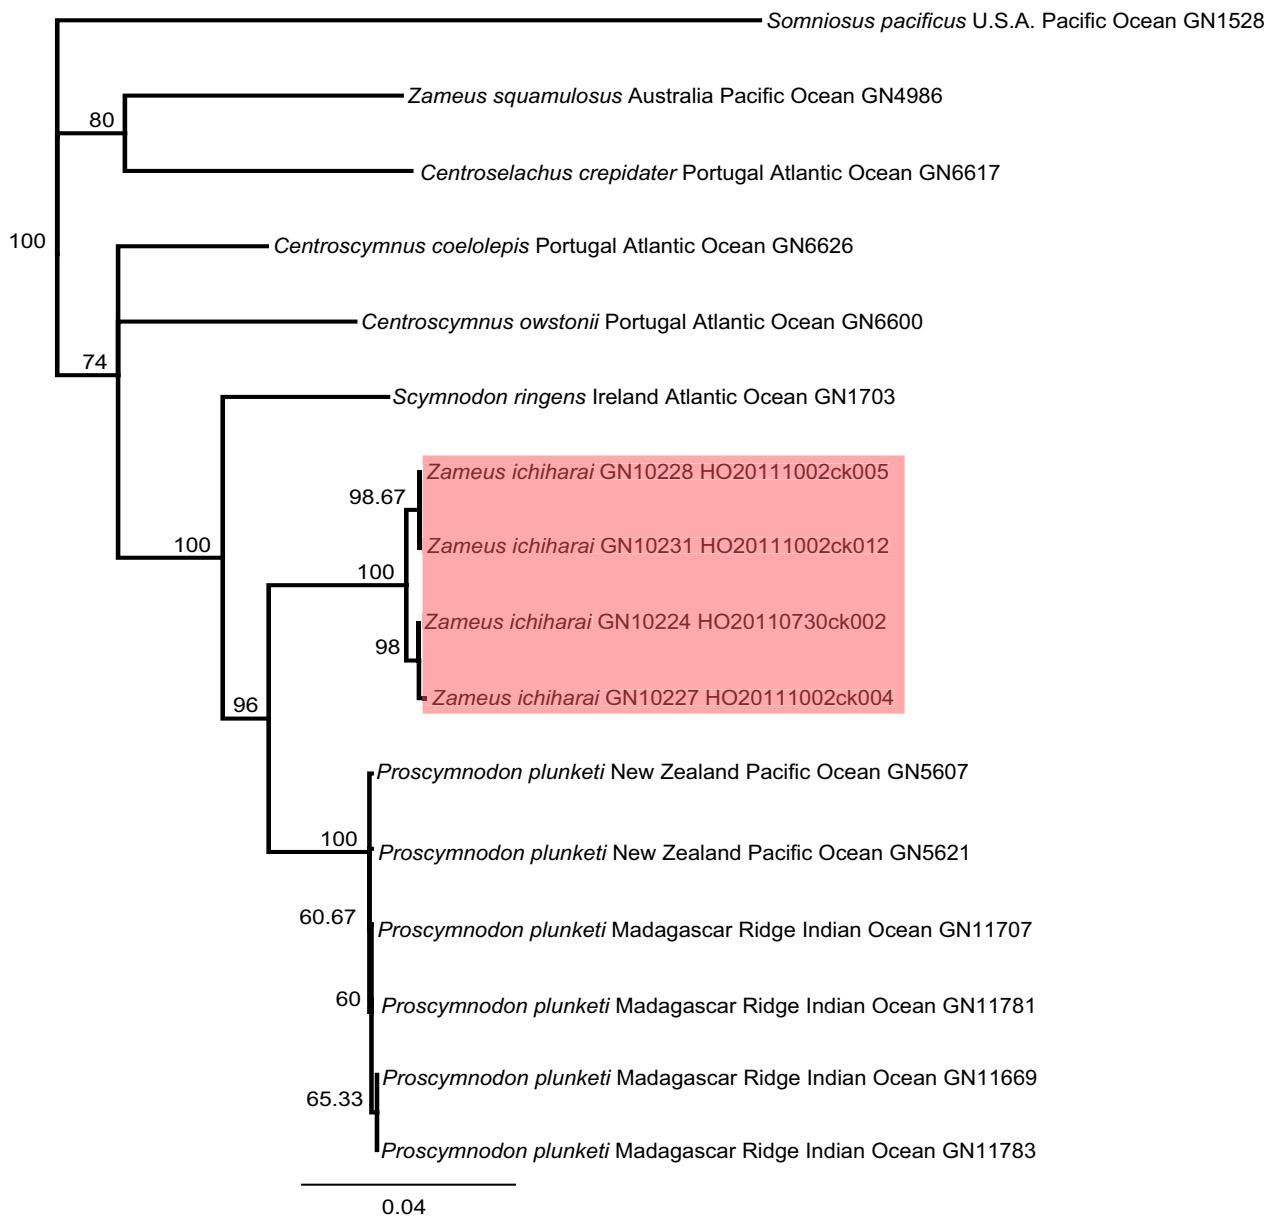 Somniosus pacificus U.S.A. Pacific Ocean GN1528
Zameus squamulosus Australia Pacific Ocean GN4986
80
Centroselachus crepidater Portugal Atlantic Ocean GN6617
100
Centroscymnus coelolepis Portugal Atlantic Ocean GN6626
Centroscymnus owstonii Portugal Atlantic Ocean GN6600
74
Scymnodon ringens Ireland Atlantic Ocean GN1703
Zameus ichiharai GN10228 HO20111002ck005
98.67
100
Zameus ichiharai GN10231 HO20111002ck012
100
Zameus ichiharai GN10224 HO20110730ck002
98
Zameus ichiharai GN10227 HO20111002ck004
96
Proscymnodon plunketi New Zealand Pacific Ocean GN5607
100
Proscymnodon plunketi New Zealand Pacific Ocean GN5621
60.67
Proscymnodon plunketi Madagascar Ridge Indian Ocean GN11707
60
Proscymnodon plunketi Madagascar Ridge Indian Ocean GN11781
Proscymnodon plunketi Madagascar Ridge Indian Ocean GN11669
65.33
Proscymnodon plunketi Madagascar Ridge Indian Ocean GN11783
0.04